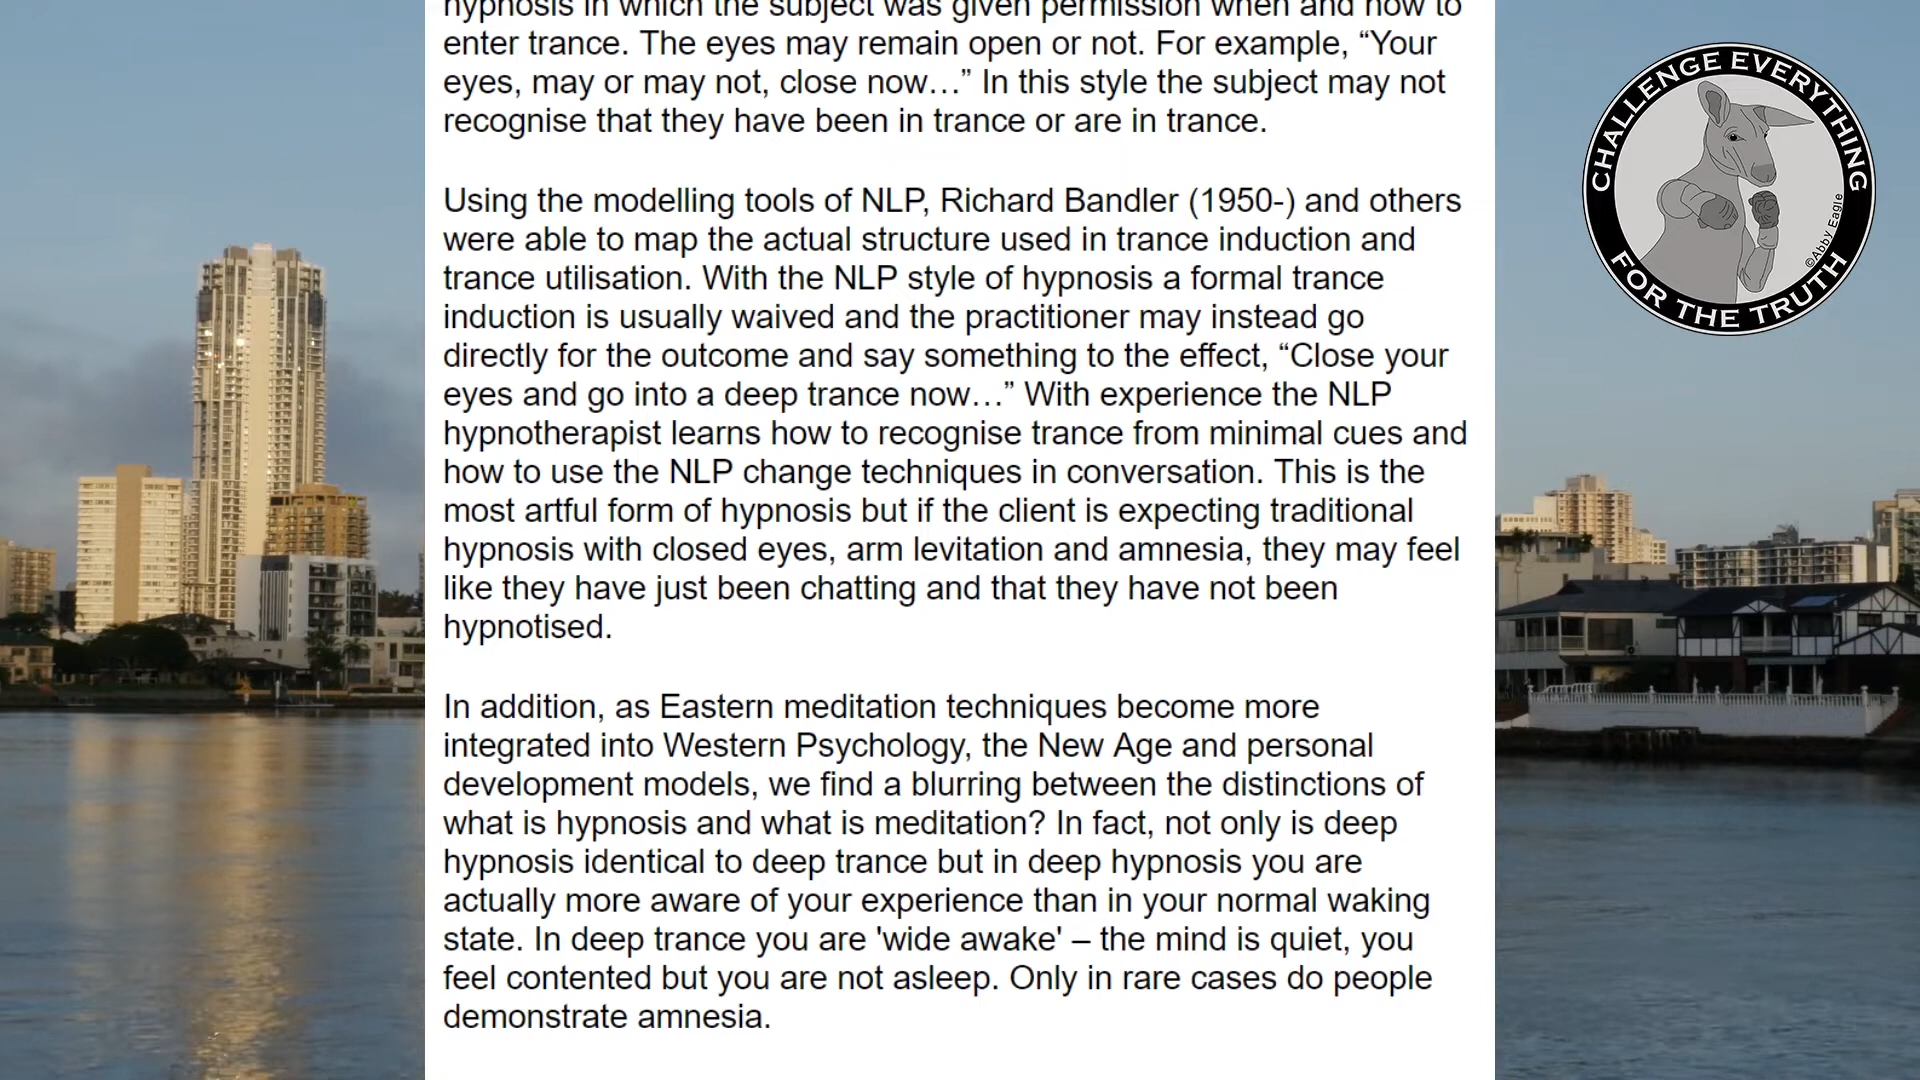 hypnosis in which the subject was given permission when and how to
enter trance. The eyes may remain open or not. For example, “Your
eyes, may or may not, close now…” In this style the subject may not
recognise that they have been in trance or are in trance.
Using the modelling tools of NLP, Richard Bandler (1950-) and others
were able to map the actual structure used in trance induction and
trance utilisation. With the NLP style of hypnosis a formal trance
induction is usually waived and the practitioner may instead go
directly for the outcome and say something to the effect, “Close your
eyes and go into a deep trance now…” With experience the NLP
hypnotherapist learns how to recognise trance from minimal cues and
how to use the NLP change techniques in conversation. This is the
most artful form of hypnosis but if the client is expecting traditional
hypnosis with closed eyes, arm levitation and amnesia, they may feel
like they have just been chatting and that they have not been
hypnotised.
In addition, as Eastern meditation techniques become more
integrated into Western Psychology, the New Age and personal
development models, we find a blurring between the distinctions of
what is hypnosis and what is meditation? In fact, not only is deep
hypnosis identical to deep trance but in deep hypnosis you are
actually more aware of your experience than in your normal waking
state. In deep trance you are 'wide awake' – the mind is quiet, you
feel contented but you are not asleep. Only in rare cases do people
demonstrate amnesia.
CHALLENGE EVERYTHING
FOR THE TRUTH
©Abby Eagle